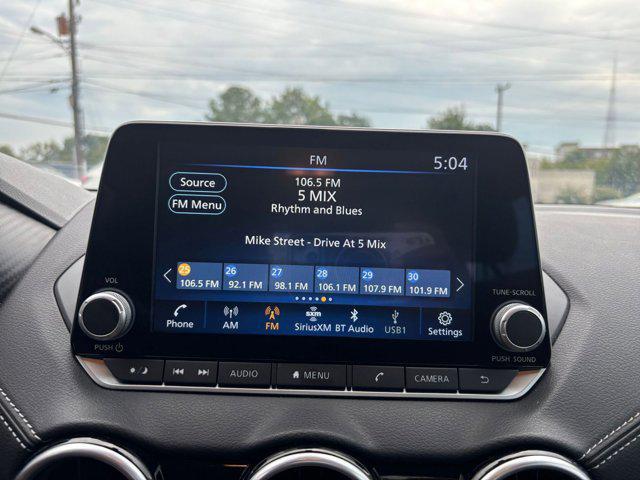 FM
5:04
Source
106.5 FM
5 MIX
FM Menu
Rhythm and Blues
Mike Street - Drive At 5 Mix
25 26 27 28 29 30
106.5 FM 92.1 FM 98.1 FM 106.1 FM 107.9 FM 101.9 FM
sxm
Phone AM FM SiriusXM BT Audio USB1 Settings
VOL
TUNE·SCROLL
PUSH
PUSH SOUND
AUDIO MENU CAMERA